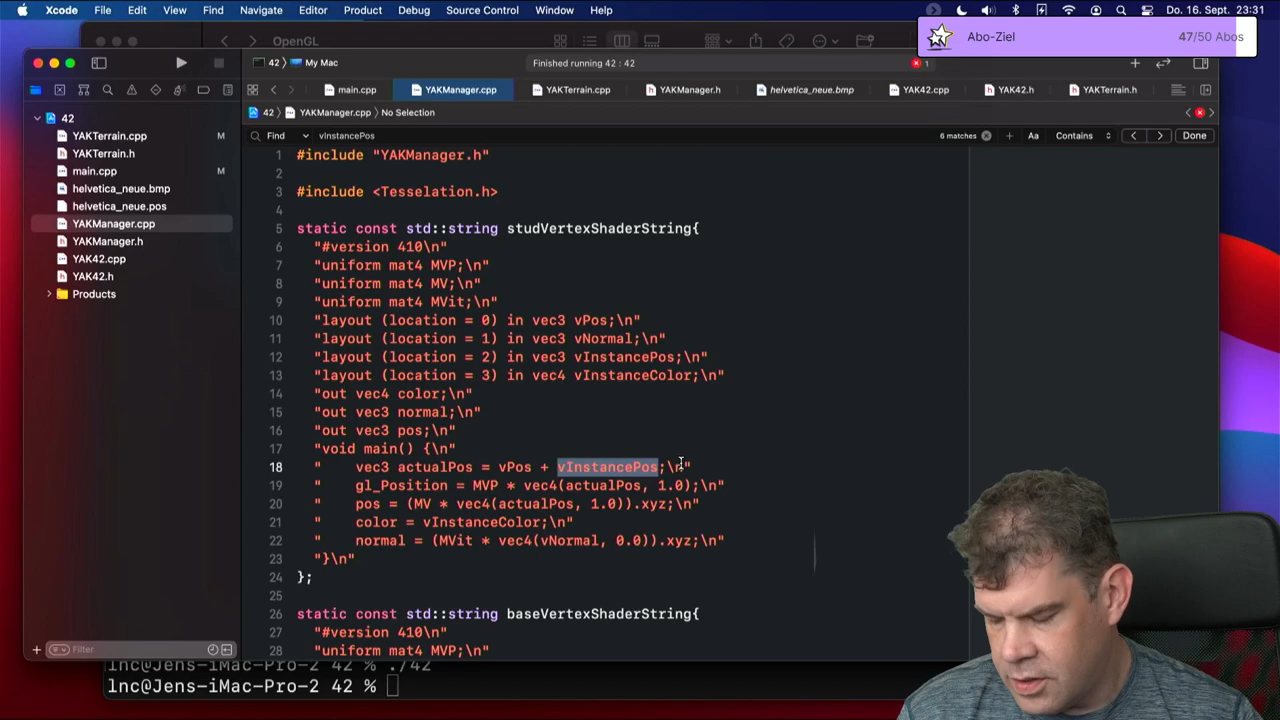 Xcode File Edit View Find Navigate Editor Product Debug Source Control Window Help Do. 16. Sept. 23:31
OpenGL
Abo-Ziel 47/50 Abos
42 My Mac Finished running 42 : 42 1
main.cpp YAKManager.cpp YAKTerrain.cpp YAKManager.h helvetica_neue.bmp YAK42.cpp YAK42.h YAKTerrain.h
42 YAKManager.cpp No Selection
Find vInstancePos 6 matches Aa Contains Done
42
YAKTerrain.cpp M
YAKTerrain.h
main.cpp M
helvetica_neue.bmp
helvetica_neue.pos
YAKManager.cpp
YAKManager.h
YAK42.cpp
YAK42.h
Products
Filter
1 #include "YAKManager.h"
2
3 #include <Tesselation.h>
4
5 static const std::string studVertexShaderString{
6 "#version 410\n"
7 "uniform mat4 MVP;\n"
8 "uniform mat4 MV;\n"
9 "uniform mat4 MVit;\n"
10 "layout (location = 0) in vec3 vPos;\n"
11 "layout (location = 1) in vec3 vNormal;\n"
12 "layout (location = 2) in vec3 vInstancePos;\n"
13 "layout (location = 3) in vec4 vInstanceColor;\n"
14 "out vec4 color;\n"
15 "out vec3 normal;\n"
16 "out vec3 pos;\n"
17 "void main() {\n"
18 " vec3 actualPos = vPos + vInstancePos;\n"
19 " gl_Position = MVP * vec4(actualPos, 1.0);\n"
20 " pos = (MV * vec4(actualPos, 1.0)).xyz;\n"
21 " color = vInstanceColor;\n"
22 " normal = (MVit * vec4(vNormal, 0.0)).xyz;\n"
23 "}\n"
24 };
25
26 static const std::string baseVertexShaderString{
27 "#version 410\n"
28 "uniform mat4 MVP;\n"
lnc@Jens-iMac-Pro-2 42 % ./42
lnc@Jens-iMac-Pro-2 42 %